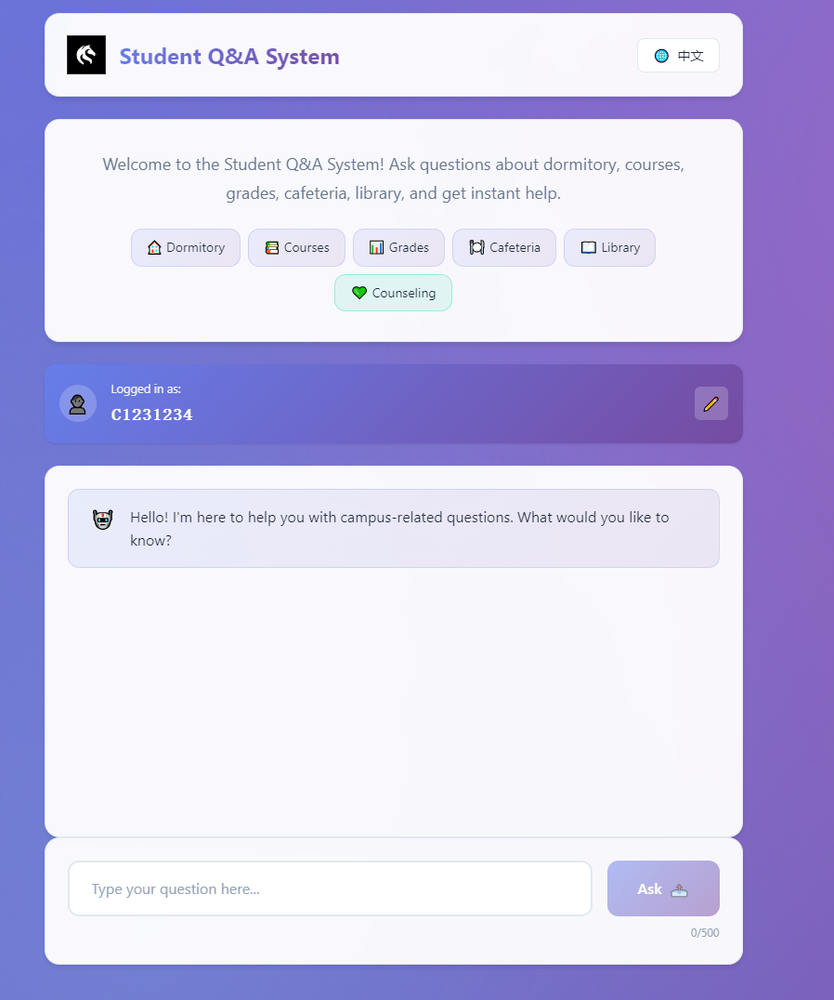 Student Q&A System
中文
Welcome to the Student Q&A System! Ask questions about dormitory, courses,
grades, cafeteria, library, and get instant help.
Dormitory
Courses
Grades
Cafeteria
Library
Counseling
Logged in as:
C1231234
Hello! I'm here to help you with campus-related questions. What would you like to
know?
Type your question here...
Ask
0/500